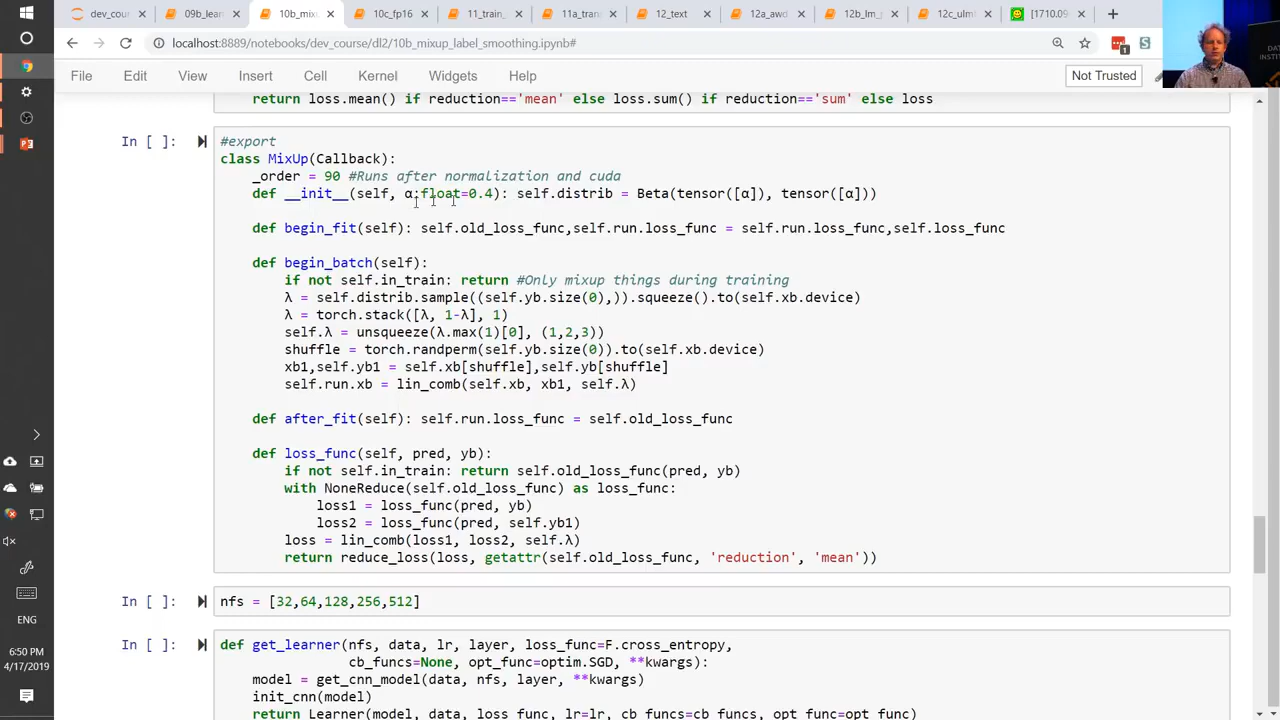 dev_cou
09b_lear
10b_mixu
10c_fp16
11_train_
11a_trans
12_text
12a_awd
12b_lm_
12c_ulmf
[1710.09
localhost:8889/notebooks/dev_course/dl2/10b_mixup_label_smoothing.ipynb#
File Edit View Insert Cell Kernel Widgets Help Not Trusted
return loss.mean() if reduction=='mean' else loss.sum() if reduction=='sum' else loss
In [ ]:
#export
class MixUp(Callback):
_order = 90 #Runs after normalization and cuda
def __init__(self, α:float=0.4): self.distrib = Beta(tensor([α]), tensor([α]))
def begin_fit(self): self.old_loss_func,self.run.loss_func = self.run.loss_func,self.loss_func
def begin_batch(self):
if not self.in_train: return #Only mixup things during training
λ = self.distrib.sample((self.yb.size(0),)).squeeze().to(self.xb.device)
λ = torch.stack([λ, 1-λ], 1)
self.λ = unsqueeze(λ.max(1)[0], (1,2,3))
shuffle = torch.randperm(self.yb.size(0)).to(self.xb.device)
xb1,self.yb1 = self.xb[shuffle],self.yb[shuffle]
self.run.xb = lin_comb(self.xb, xb1, self.λ)
def after_fit(self): self.run.loss_func = self.old_loss_func
def loss_func(self, pred, yb):
if not self.in_train: return self.old_loss_func(pred, yb)
with NoneReduce(self.old_loss_func) as loss_func:
loss1 = loss_func(pred, yb)
loss2 = loss_func(pred, self.yb1)
loss = lin_comb(loss1, loss2, self.λ)
return reduce_loss(loss, getattr(self.old_loss_func, 'reduction', 'mean'))
In [ ]:
nfs = [32,64,128,256,512]
In [ ]:
def get_learner(nfs, data, lr, layer, loss_func=F.cross_entropy,
cb_funcs=None, opt_func=optim.SGD, **kwargs):
model = get_cnn_model(data, nfs, layer, **kwargs)
init_cnn(model)
return Learner(model, data, loss_func, lr=lr, cb_funcs=cb_funcs, opt_func=opt_func)
ENG
6:50 PM
4/17/2019